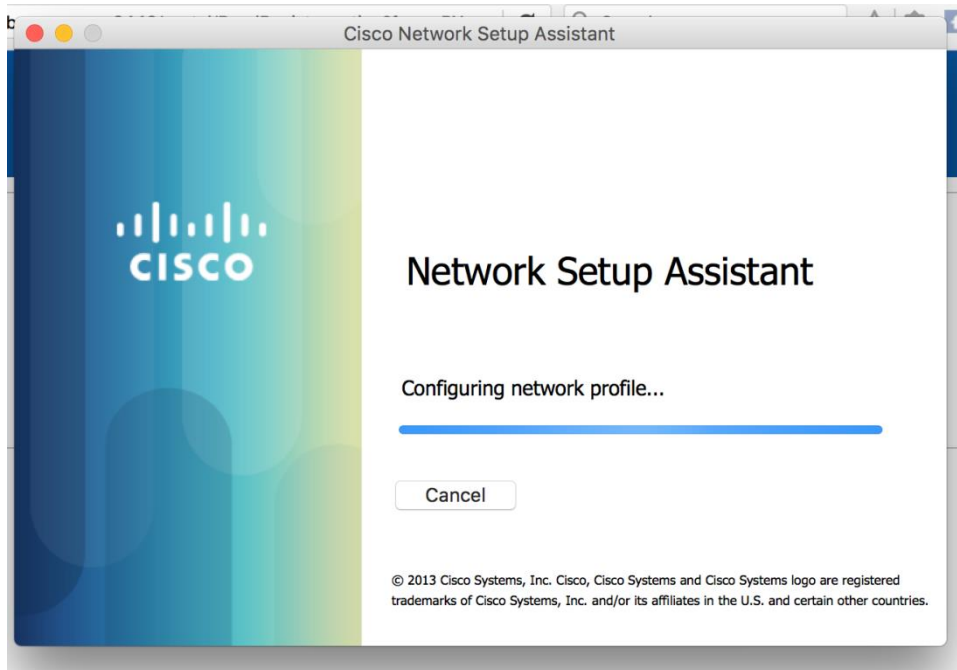 Cisco Network Setup Assistant
CISCO
Network Setup Assistant
Configuring network profile...
Cancel
© 2013 Cisco Systems, Inc. Cisco, Cisco Systems and Cisco Systems logo are registered
trademarks of Cisco Systems, Inc. and/or its affiliates in the U.S. and certain other countries.